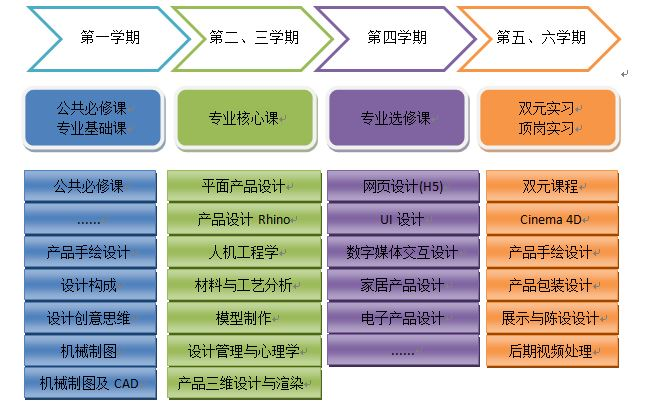 第一学期
第二、三学期
第四学期
第五、六学期
公共必修课
专业基础课
专业核心课
专业选修课
双元实习
顶岗实习
公共必修课
......
产品手绘设计
设计构成
设计创意思维
机械制图
机械制图及 CAD
平面产品设计
产品设计 Rhino
人机工程学
材料与工艺分析
模型制作
设计管理与心理学
产品三维设计与渲染
网页设计(H5)
UI 设计
数字媒体交互设计
家居产品设计
电子产品设计
......
双元课程
Cinema 4D
产品手绘设计
产品包装设计
展示与陈设设计
后期视频处理